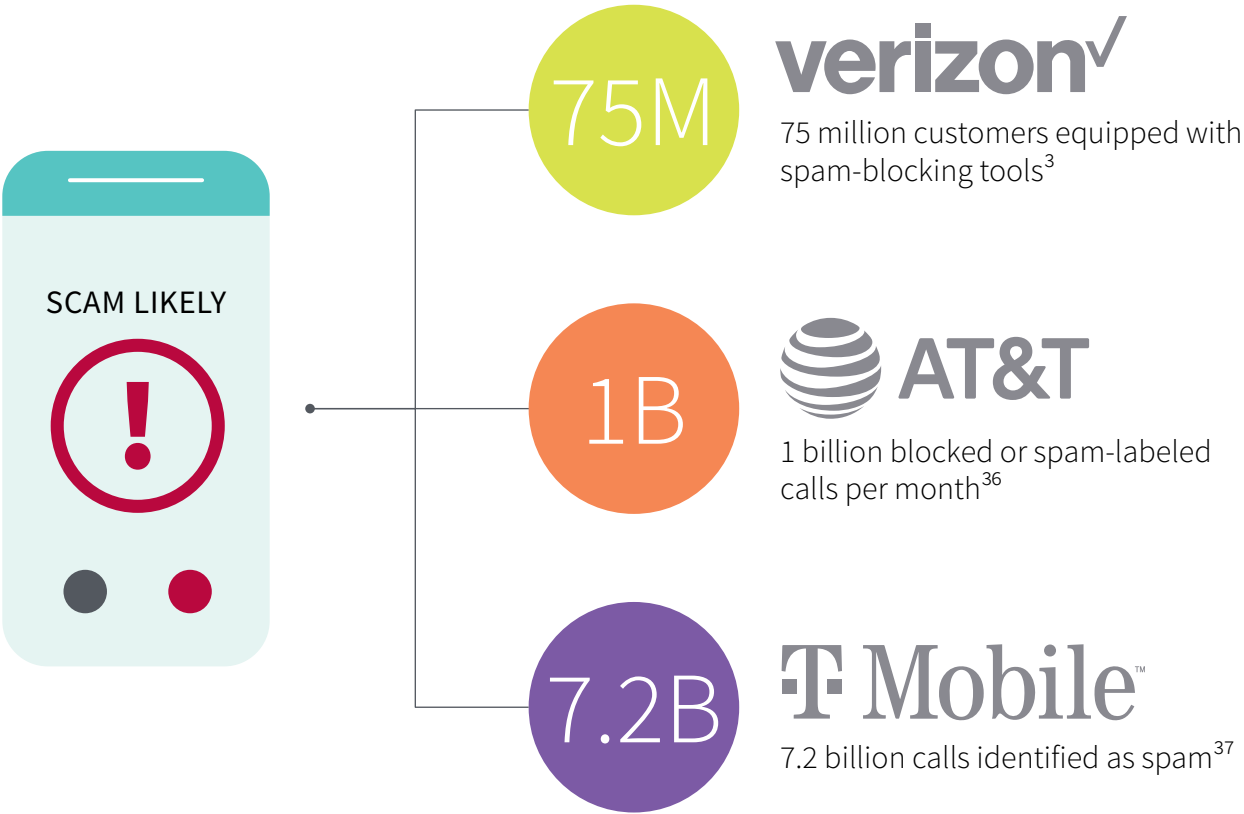 SCAM LIKELY
!
75M
verizon✓
75 million customers equipped with
spam-blocking tools³
1B
AT&T
1 billion blocked or spam-labeled
calls per month³⁶
7.2B
T Mobile™
7.2 billion calls identified as spam³⁷